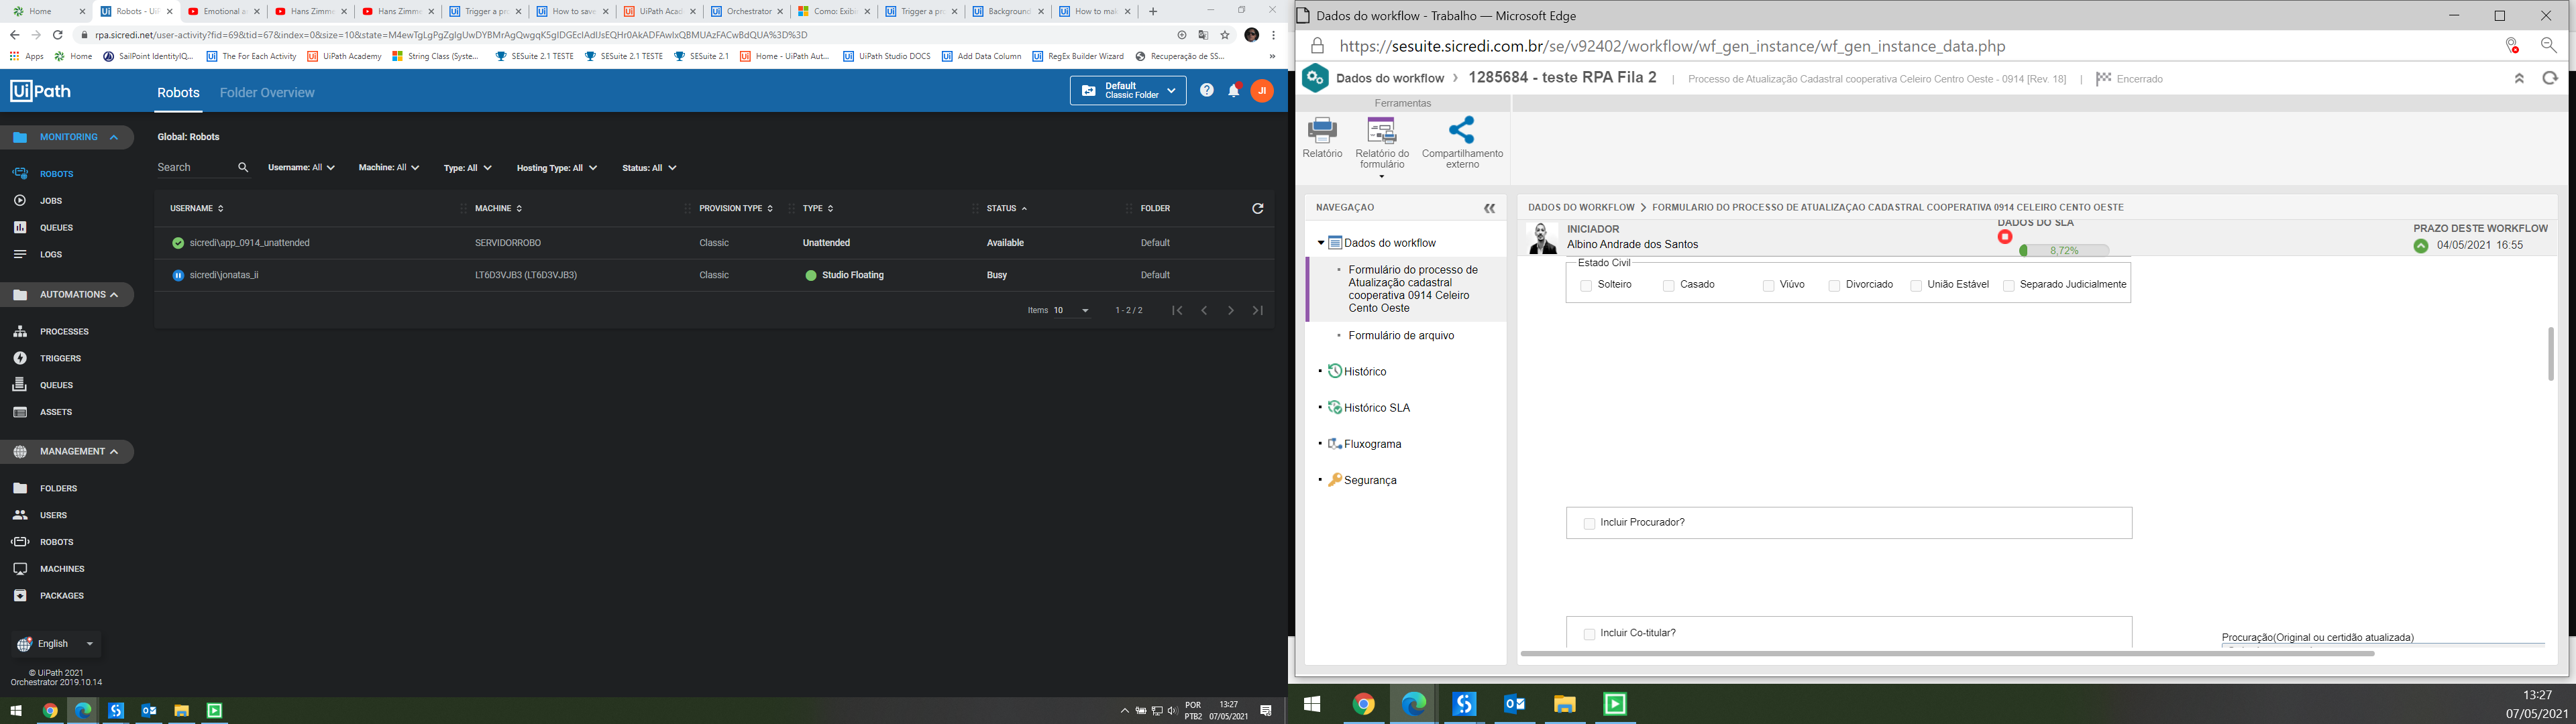 Home
Robots - UiP
Emotional ar
Hans Zimme
Hans Zimme
Trigger a pro
How to save
UiPath Acad
Orchestrator
Como: Exibi
Trigger a pro
Background
How to mak
rpa.sicredi.net/user-activity?fid=69&tid=67&index=0&size=10&state=
Apps
Home
SailPoint IdentityIQ...
The For Each Activity
UiPath Academy
String Class (Syste...
SESuite 2.1 TESTE
SESuite 2.1 TESTE
SESuite 2.1
Home - UiPath Aut...
UiPath Studio DOCS
Add Data Column
RegEx Builder Wizard
Recuperação de SS...
»
UiPath
Robots
Folder Overview
Default
Classic Folder
JI
MONITORING
ROBOTS
JOBS
QUEUES
LOGS
AUTOMATIONS
PROCESSES
TRIGGERS
QUEUES
ASSETS
MANAGEMENT
FOLDERS
USERS
ROBOTS
MACHINES
PACKAGES
English
© UiPath 2021
Orchestrator 2019.10.14
Global: Robots
Search
Username: All
Machine: All
Type: All
Hosting Type: All
Status: All
USERNAME
MACHINE
PROVISION TYPE
TYPE
STATUS
FOLDER
sicredi\app_0914_unattended
SERVIDORROBO
Classic
Unattended
Available
Default
sicredi\jonatas_ii
LT6D3VJB3 (LT6D3VJB3)
Classic
Studio Floating
Busy
Default
Items 10
1 - 2 / 2
POR
PTB2
13:27
07/05/2021
Dados do workflow - Trabalho — Microsoft Edge
https://sesuite.sicredi.com.br/se/v92402/workflow/wf_gen_instance/wf_gen_instance_data.php
Dados do workflow › 1285684 - teste RPA Fila 2 | Processo de Atualização Cadastral cooperativa Celeiro Centro Oeste - 0914 [Rev. 18] | Encerrado
Ferramentas
Relatório
Relatório do
formulário
Compartilhamento
externo
NAVEGAÇÃO
Dados do workflow
Formulário do processo de
Atualização cadastral
cooperativa 0914 Celeiro
Cento Oeste
Formulário de arquivo
Histórico
Histórico SLA
Fluxograma
Segurança
DADOS DO WORKFLOW > FORMULÁRIO DO PROCESSO DE ATUALIZAÇÃO CADASTRAL COOPERATIVA 0914 CELEIRO CENTO OESTE
INICIADOR
Albino Andrade dos Santos
DADOS DO SLA
8,72%
PRAZO DESTE WORKFLOW
04/05/2021 16:55
Estado Civil
Solteiro
Casado
Viúvo
Divorciado
União Estável
Separado Judicialmente
Incluir Procurador?
Incluir Co-titular?
Procuração(Original ou certidão atualizada)
13:27
07/05/2021